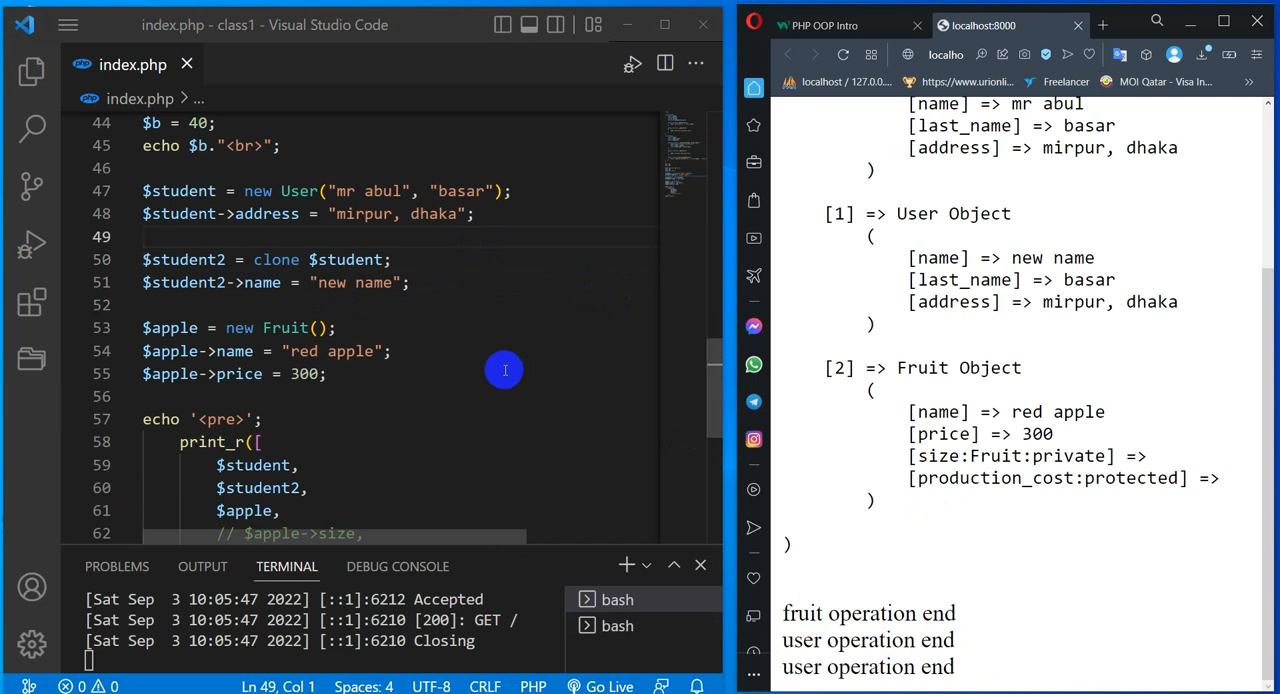 index.php - class1 - Visual Studio Code
index.php
index.php > ...
44 $b = 40;
45 echo $b."<br>";
46
47 $student = new User("mr abul", "basar");
48 $student->address = "mirpur, dhaka";
49
50 $student2 = clone $student;
51 $student2->name = "new name";
52
53 $apple = new Fruit();
54 $apple->name = "red apple";
55 $apple->price = 300;
56
57 echo '<pre>';
58 print_r([
59 $student,
60 $student2,
61 $apple,
62 // $apple->size,
PROBLEMS OUTPUT TERMINAL DEBUG CONSOLE
[Sat Sep  3 10:05:47 2022] [::1]:6212 Accepted
[Sat Sep  3 10:05:47 2022] [::1]:6210 [200]: GET /
[Sat Sep  3 10:05:47 2022] [::1]:6210 Closing
bash
bash
0 0 Ln 49, Col 1 Spaces: 4 UTF-8 CRLF PHP Go Live
PHP OOP Intro localhost:8000
localho
localhost / 127.0.0.... https://www.urionli... Freelancer MOI Qatar - Visa In...
[name] => mr abul
[last_name] => basar
[address] => mirpur, dhaka
)
[1] => User Object
(
[name] => new name
[last_name] => basar
[address] => mirpur, dhaka
)
[2] => Fruit Object
(
[name] => red apple
[price] => 300
[size:Fruit:private] =>
[production_cost:protected] =>
)
)
fruit operation end
user operation end
user operation end